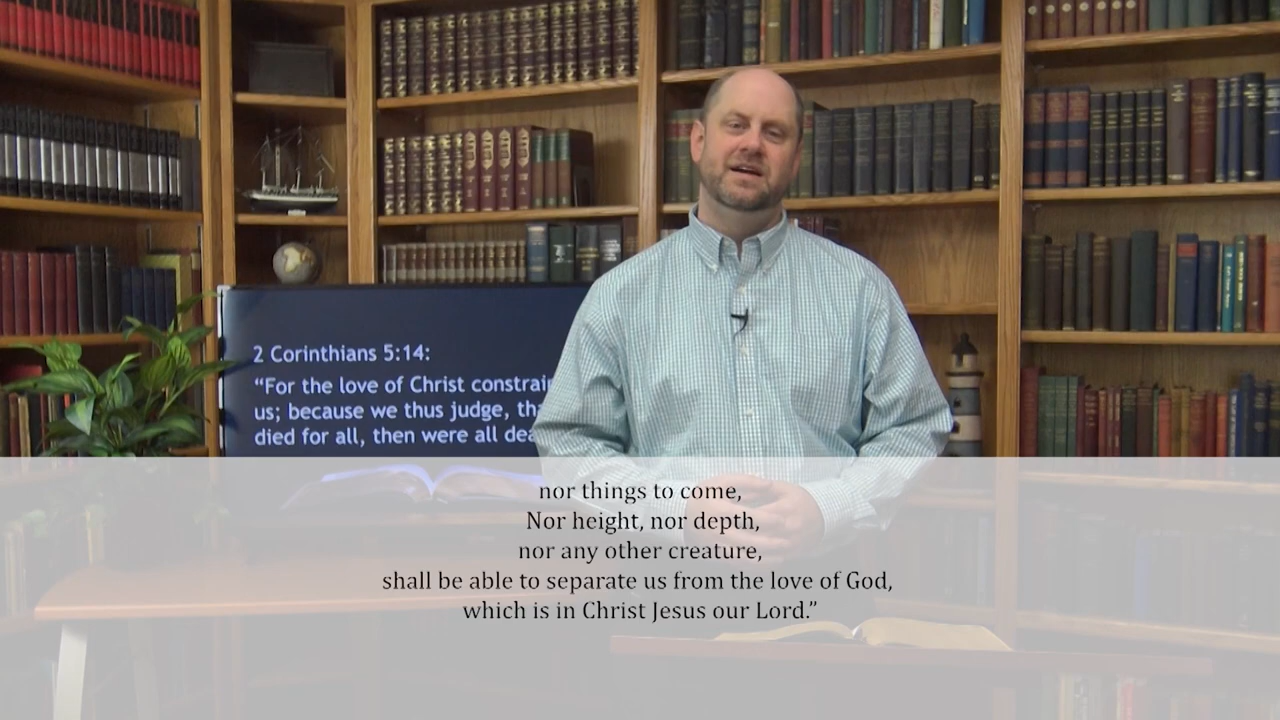 2 Corinthians 5:14:
“For the love of Christ constrain
us; because we thus judge, tha
died for all, then were all dea
nor things to come,
Nor height, nor depth,
nor any other creature,
shall be able to separate us from the love of God,
which is in Christ Jesus our Lord.”